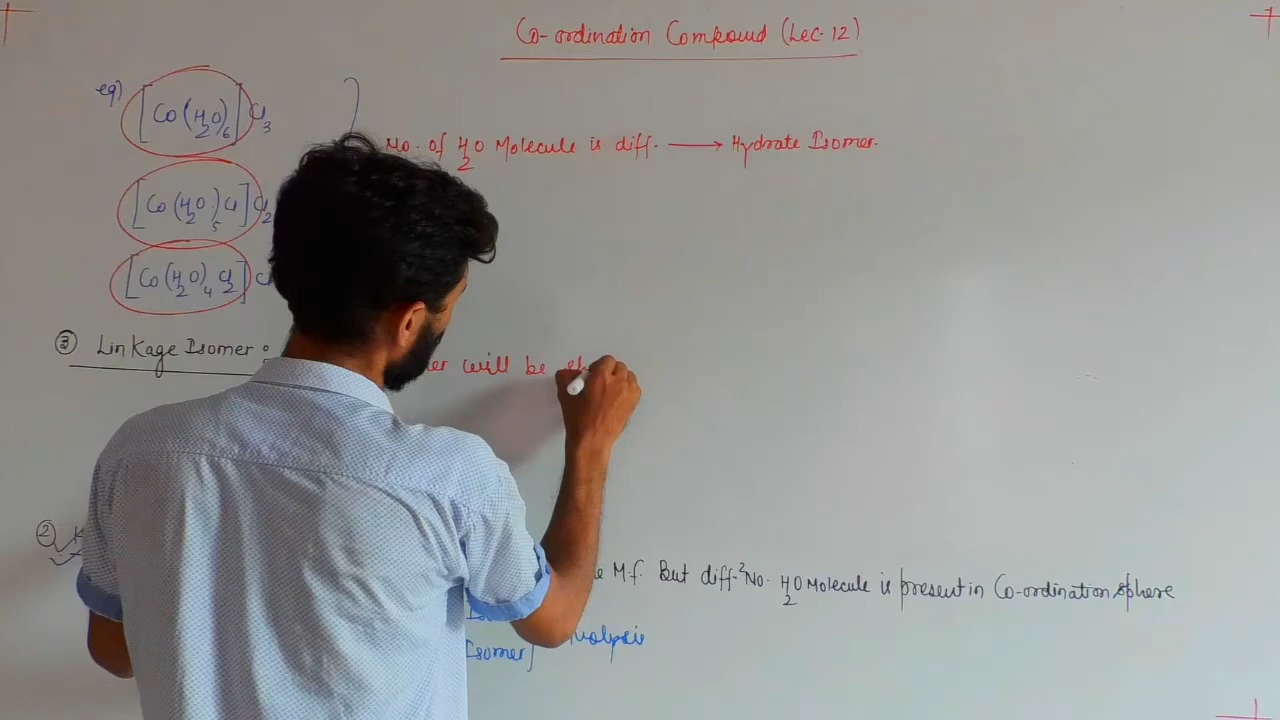 Co-ordination Compound (Lec. 12)
eg) [Co(H2O)6]Cl3
No. of H2O Molecule is diff. ⟶ Hydrate Isomer.
[Co(H2O)5Cl]Cl2
[Co(H2O)4Cl2]
③ Linkage Isomer : will be
②
M.f. But diff.² No. H2O Molecule is present in Co-ordination sphere
Isomer